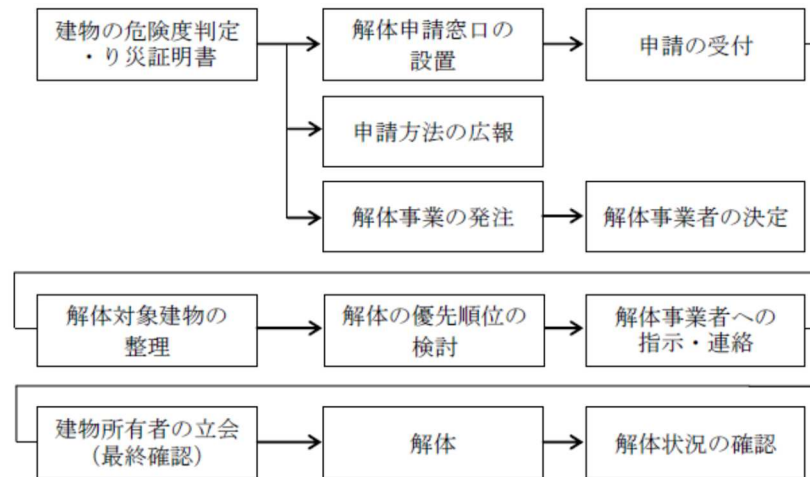 建物の危険度判定
・り災証明書
解体申請窓口の
設置
申請の受付
申請方法の広報
解体事業の発注
解体事業者の決定
解体対象建物の
整理
解体の優先順位の
検討
解体事業者への
指示・連絡
建物所有者の立会
（最終確認）
解体
解体状況の確認